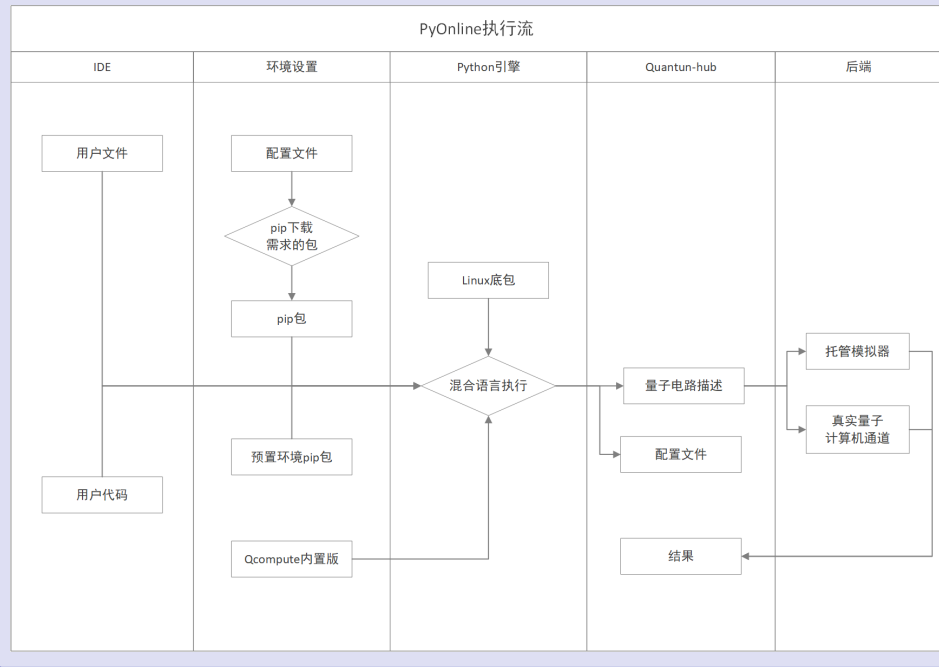 PyOnline执行流
IDE
环境设置
Python引擎
Quantun-hub
后端
用户文件
配置文件
pip下载
需求的包
Linux底包
pip包
托管模拟器
混合语言执行
量子电路描述
真实量子
计算机通道
预置环境pip包
配置文件
用户代码
Qcompute内置版
结果